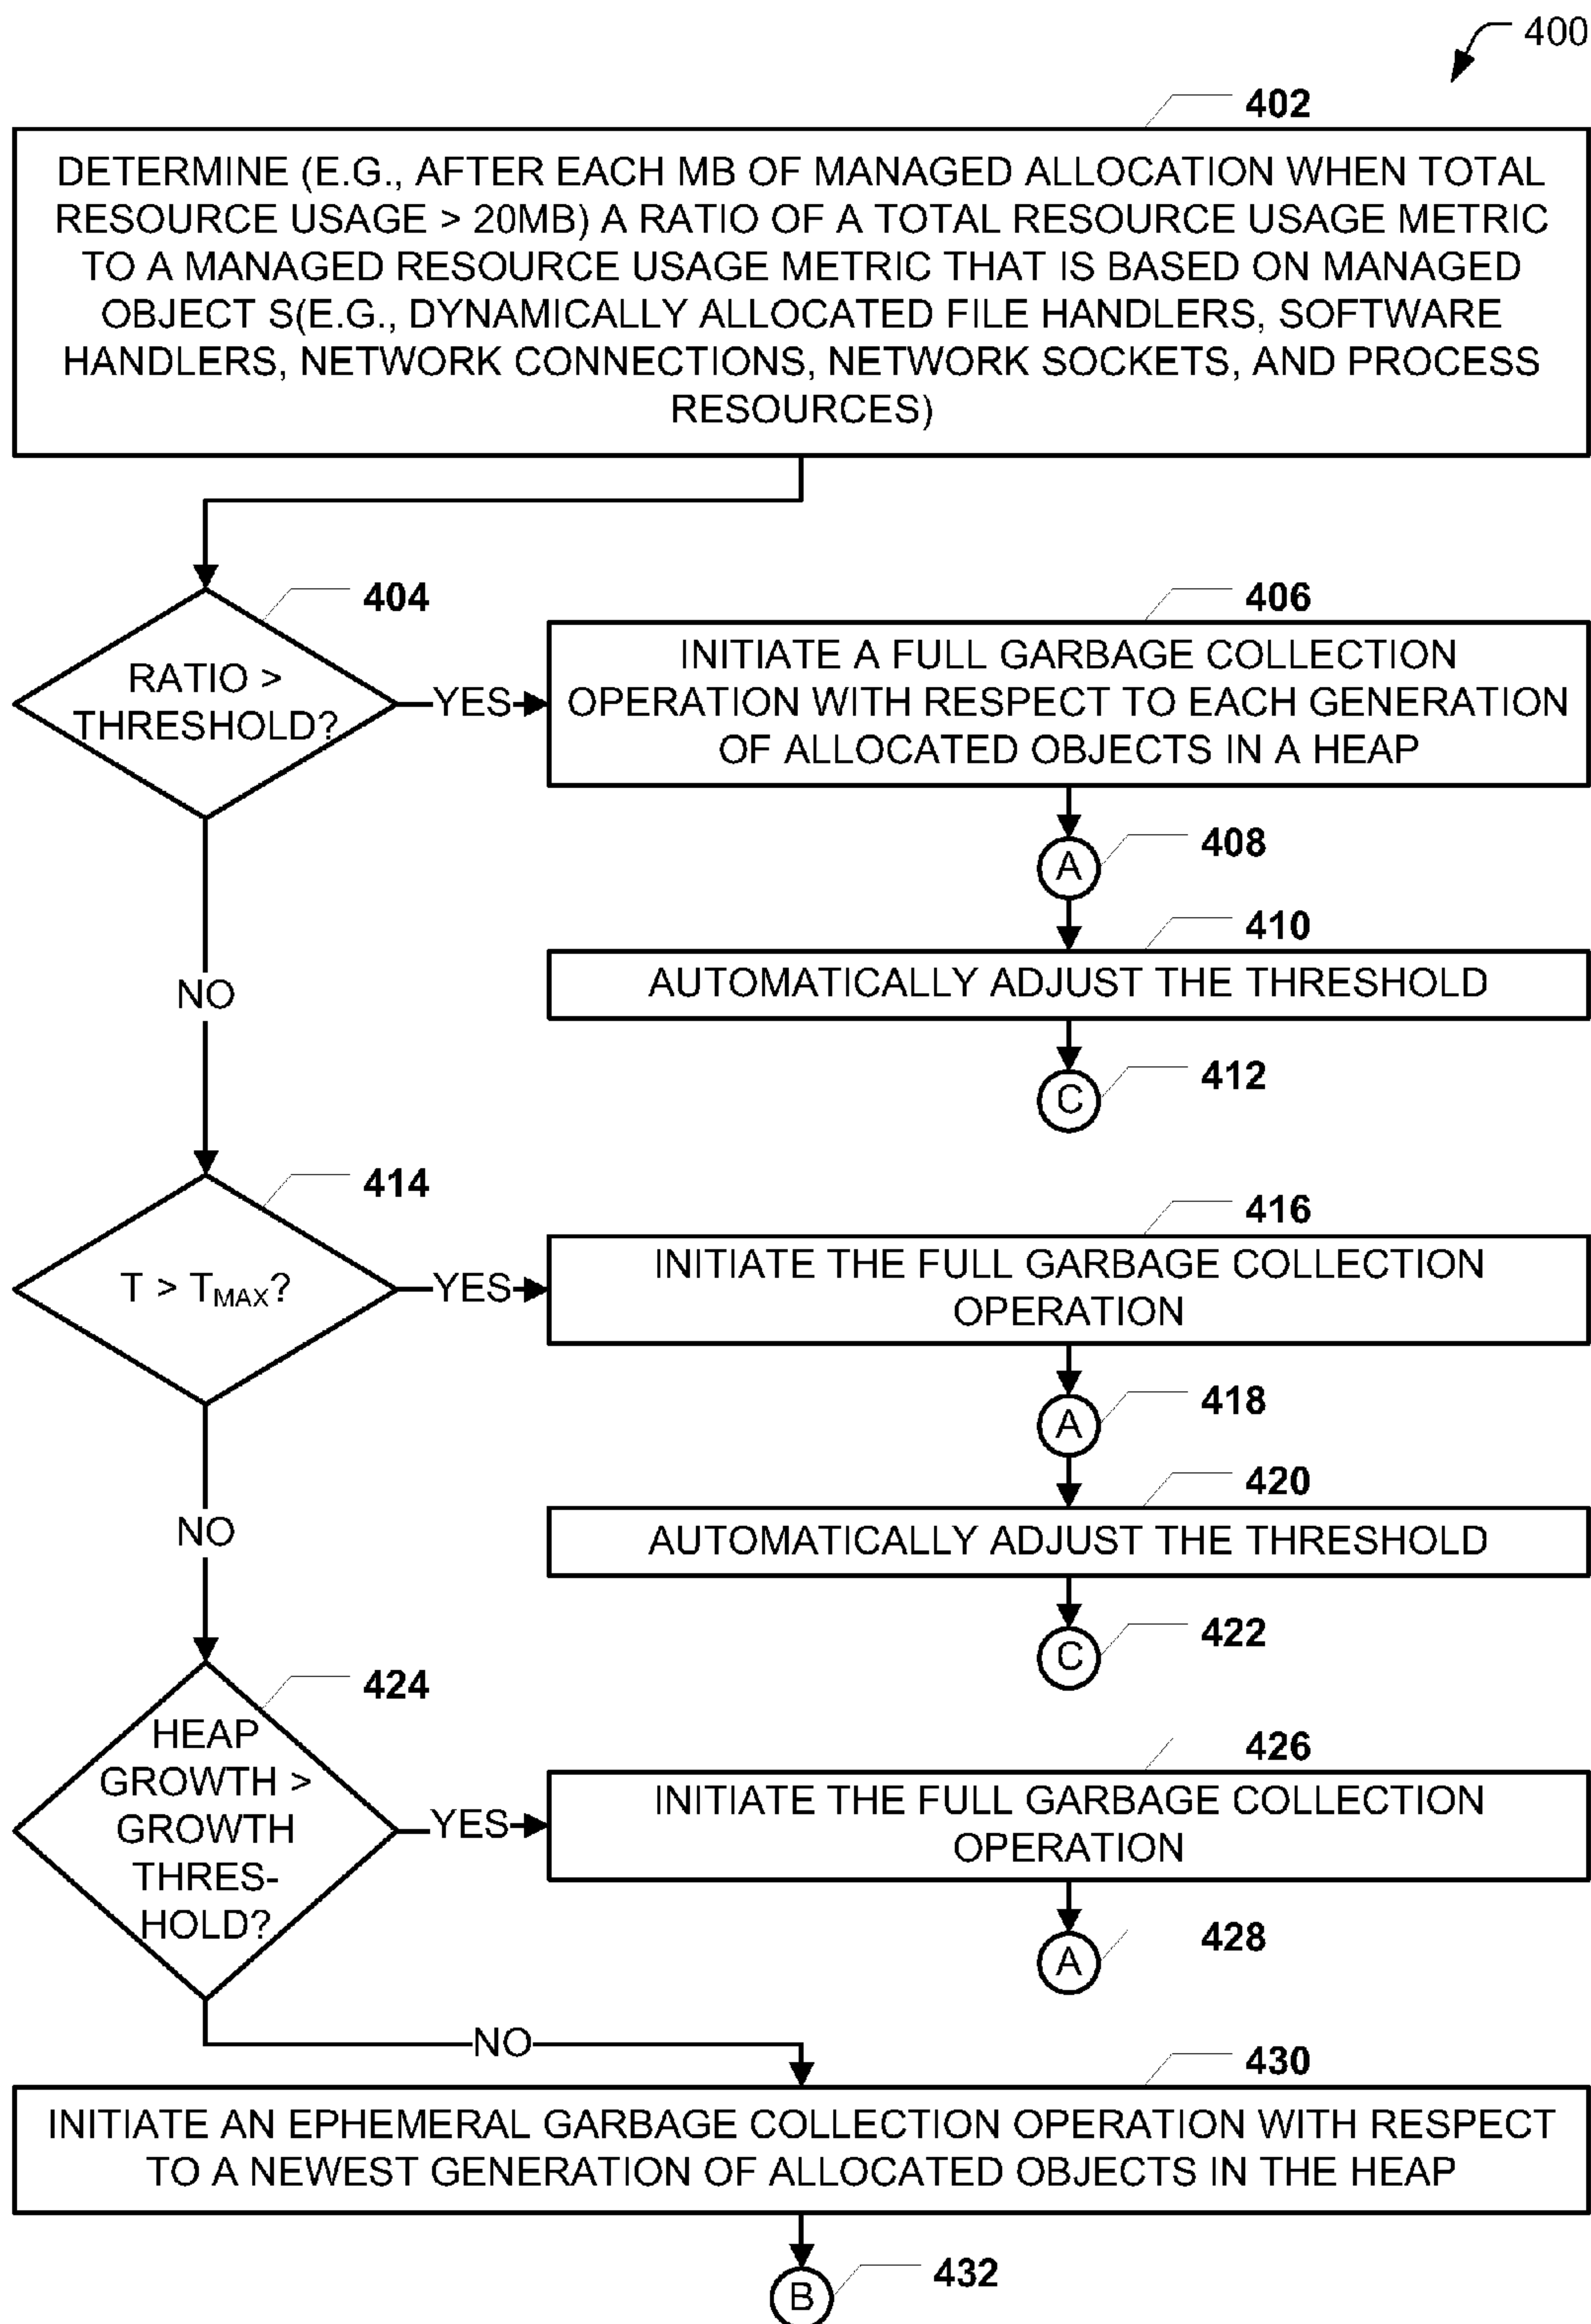 400
402
DETERMINE (E.G., AFTER EACH MB OF MANAGED ALLOCATION WHEN TOTAL
RESOURCE USAGE > 20MB) A RATIO OF A TOTAL RESOURCE USAGE METRIC
TO A MANAGED RESOURCE USAGE METRIC THAT IS BASED ON MANAGED
OBJECT S(E.G., DYNAMICALLY ALLOCATED FILE HANDLERS, SOFTWARE
HANDLERS, NETWORK CONNECTIONS, NETWORK SOCKETS, AND PROCESS
RESOURCES)
404
RATIO >
THRESHOLD?
YES
406
INITIATE A FULL GARBAGE COLLECTION
OPERATION WITH RESPECT TO EACH GENERATION
OF ALLOCATED OBJECTS IN A HEAP
A
408
410
AUTOMATICALLY ADJUST THE THRESHOLD
C
412
NO
414
T > TMAX?
YES
416
INITIATE THE FULL GARBAGE COLLECTION
OPERATION
A
418
420
AUTOMATICALLY ADJUST THE THRESHOLD
C
422
NO
424
HEAP
GROWTH >
GROWTH
THRES-
HOLD?
YES
426
INITIATE THE FULL GARBAGE COLLECTION
OPERATION
A
428
NO
430
INITIATE AN EPHEMERAL GARBAGE COLLECTION OPERATION WITH RESPECT
TO A NEWEST GENERATION OF ALLOCATED OBJECTS IN THE HEAP
B
432